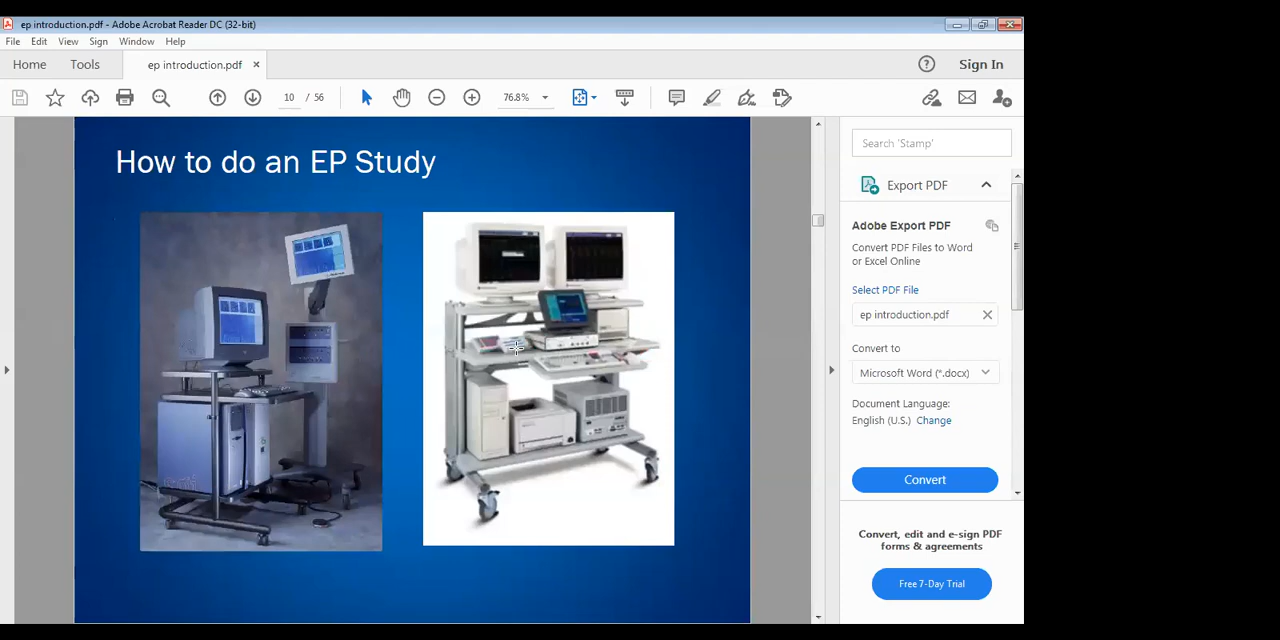 ep introduction.pdf - Adobe Acrobat Reader DC (32-bit)
File Edit View Sign Window Help
Home Tools ep introduction.pdf × Sign In
10 / 56 76.8%
How to do an EP Study
Search 'Stamp'
Export PDF
Adobe Export PDF
Convert PDF Files to Word
or Excel Online
Select PDF File
ep introduction.pdf
Convert to
Microsoft Word (*.docx)
Document Language:
English (U.S.) Change
Convert
Convert, edit and e-sign PDF
forms & agreements
Free 7-Day Trial